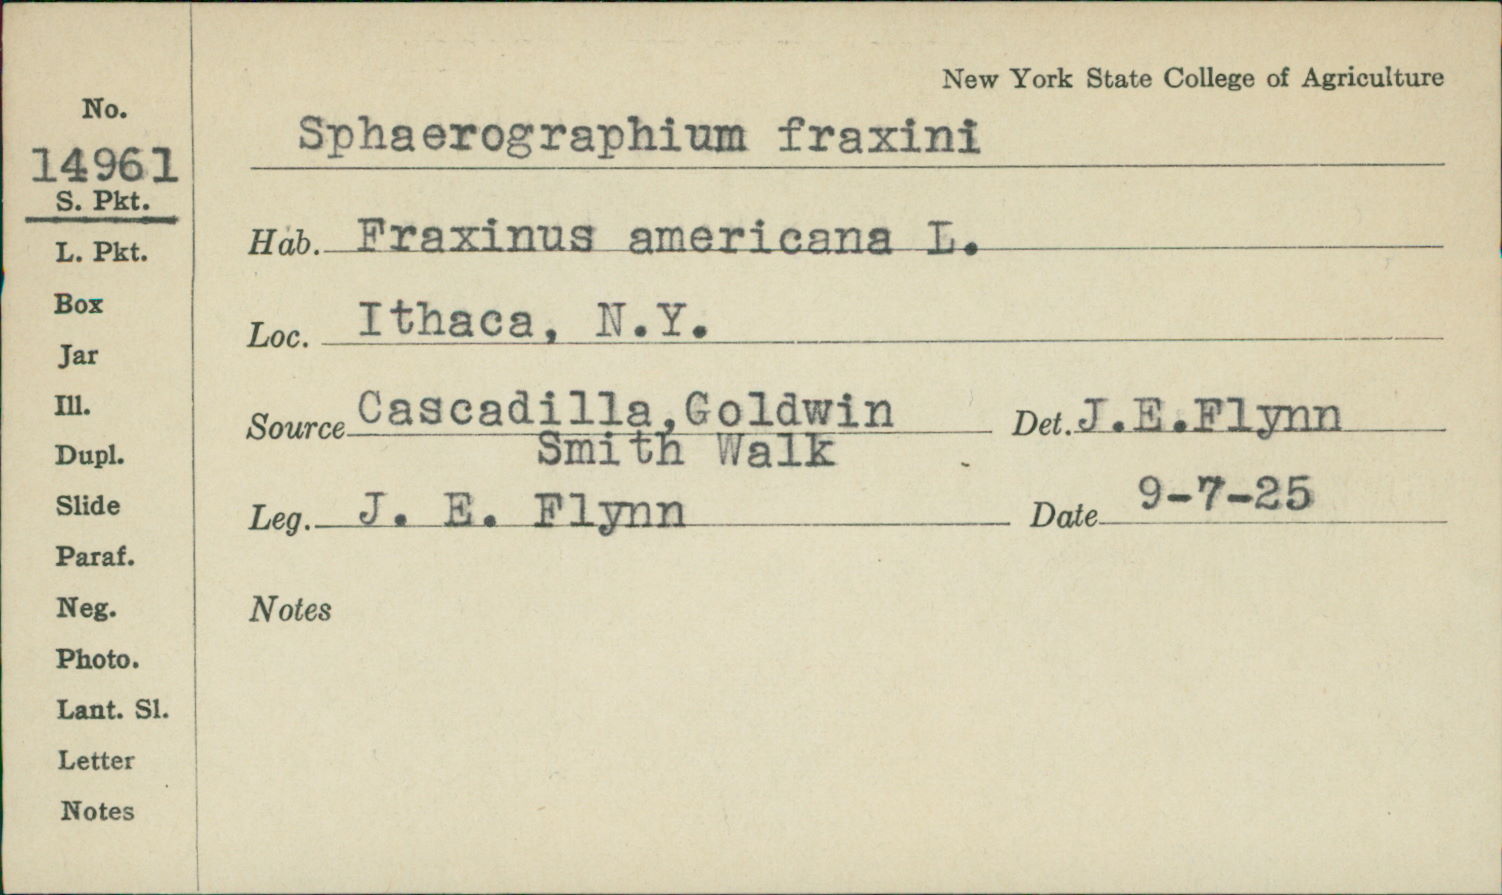 New York State College of Agriculture
No.
14961
S. Pkt.
L. Pkt.
Box
Jar
Ill.
Dupl.
Slide
Paraf.
Neg.
Photo.
Lant. Sl.
Letter
Notes
Sphaerographium fraxini
Hab. Fraxinus americana L.
Loc. Ithaca, N.Y.
Source Cascadilla,Goldwin Det. J.E.Flynn
Smith Walk
Leg. J. E. Flynn Date 9-7-25
Notes